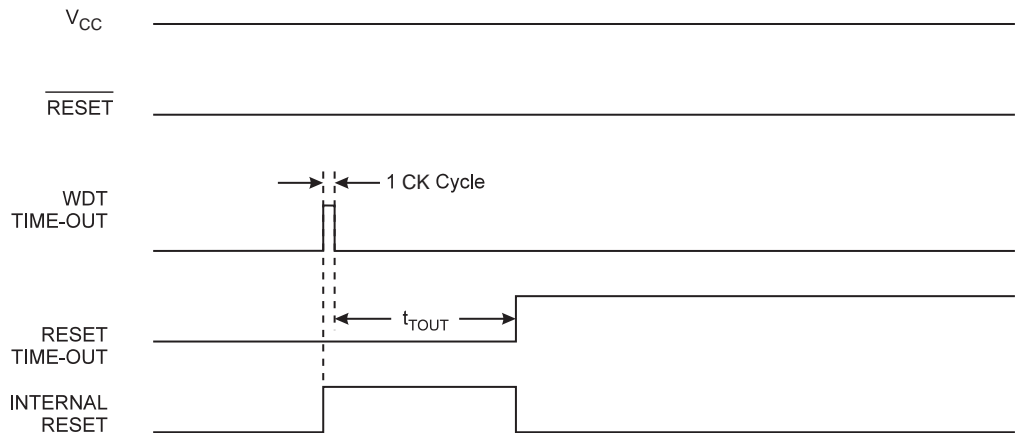 VCC
RESET
1 CK Cycle
WDT
TIME-OUT
tTOUT
RESET
TIME-OUT
INTERNAL
RESET